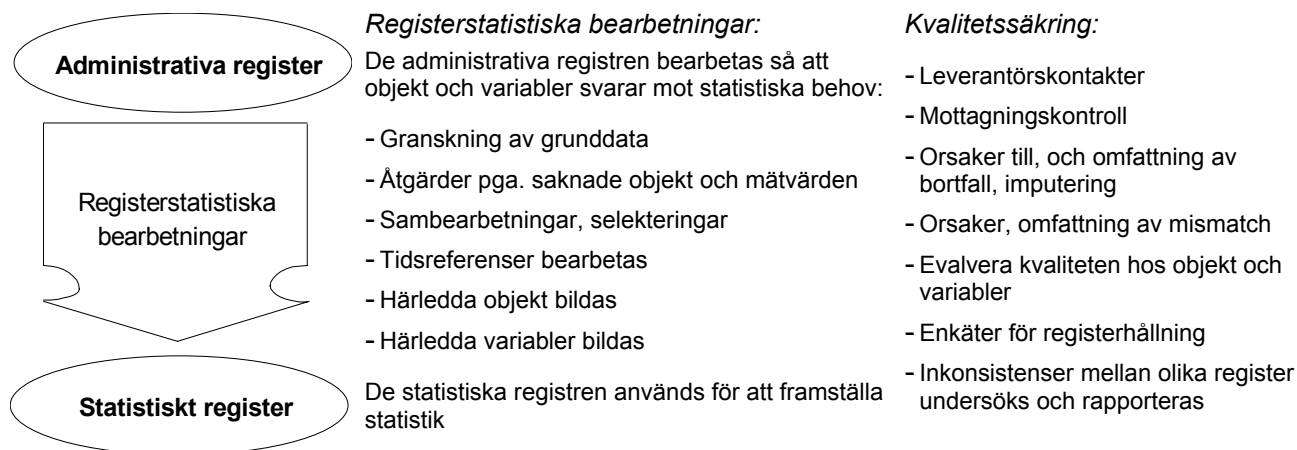 Administrativa register
Registerstatistiska
bearbetningar
Statistiskt register
Registerstatistiska bearbetningar:
De administrativa registren bearbetas så att
objekt och variabler svarar mot statistiska behov:
- Granskning av grunddata
- Åtgärder pga. saknade objekt och mätvärden
- Sambearbetningar, selekteringar
- Tidsreferenser bearbetas
- Härledda objekt bildas
- Härledda variabler bildas
De statistiska registren används för att framställa
statistik
Kvalitetssäkring:
- Leverantörskontakter
- Mottagningskontroll
- Orsaker till, och omfattning av
bortfall, imputering
- Orsaker, omfattning av mismatch
- Evalvera kvaliteten hos objekt och
variabler
- Enkäter för registerhållning
- Inkonsistenser mellan olika register
undersöks och rapporteras